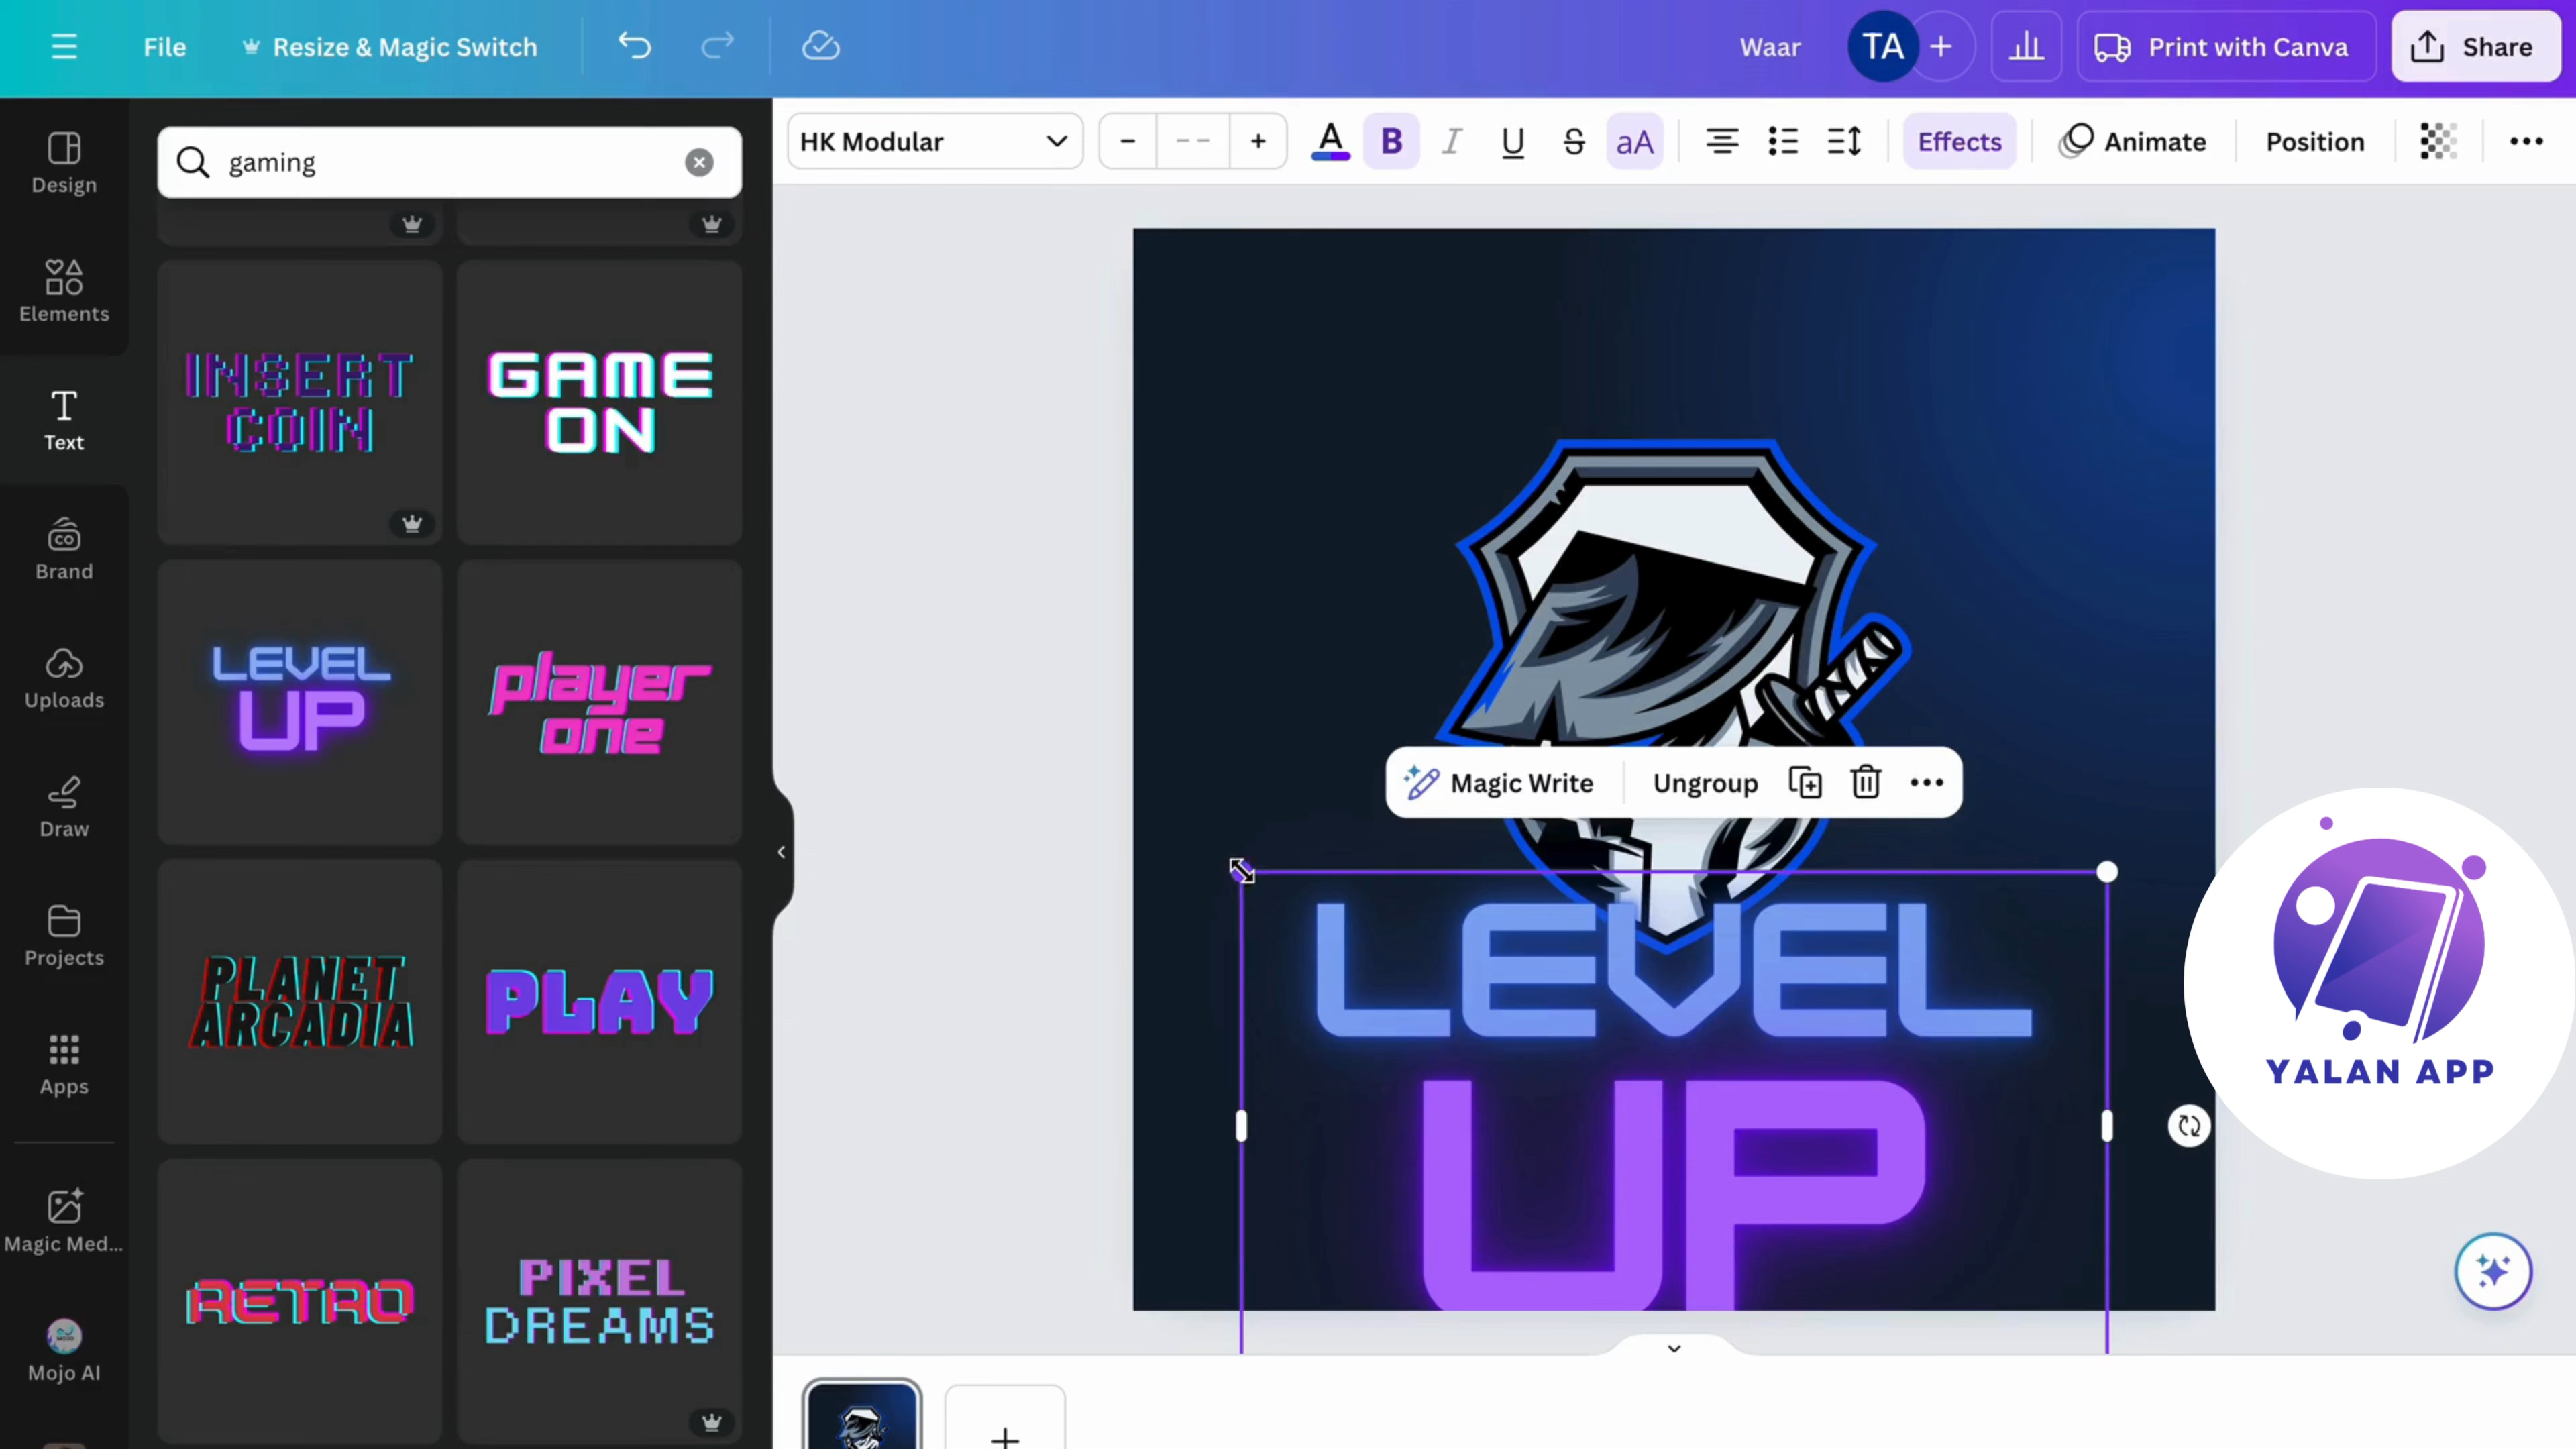 File
Resize & Magic Switch
Waar
TA
+
Print with Canva
Share
Design
Elements
Text
Brand
CO
Uploads
Draw
Projects
Apps
Magic Med...
Mojo AI
gaming
INSERT
COIN
GAME
ON
LEVEL
UP
player
one
PLANET
ARCADIA
PLAY
RETRO
PIXEL
DREAMS
HK Modular
– -- +
A B I U S aA
Effects
Animate
Position
Magic Write
Ungroup
LEVEL
UP
YALAN APP
+